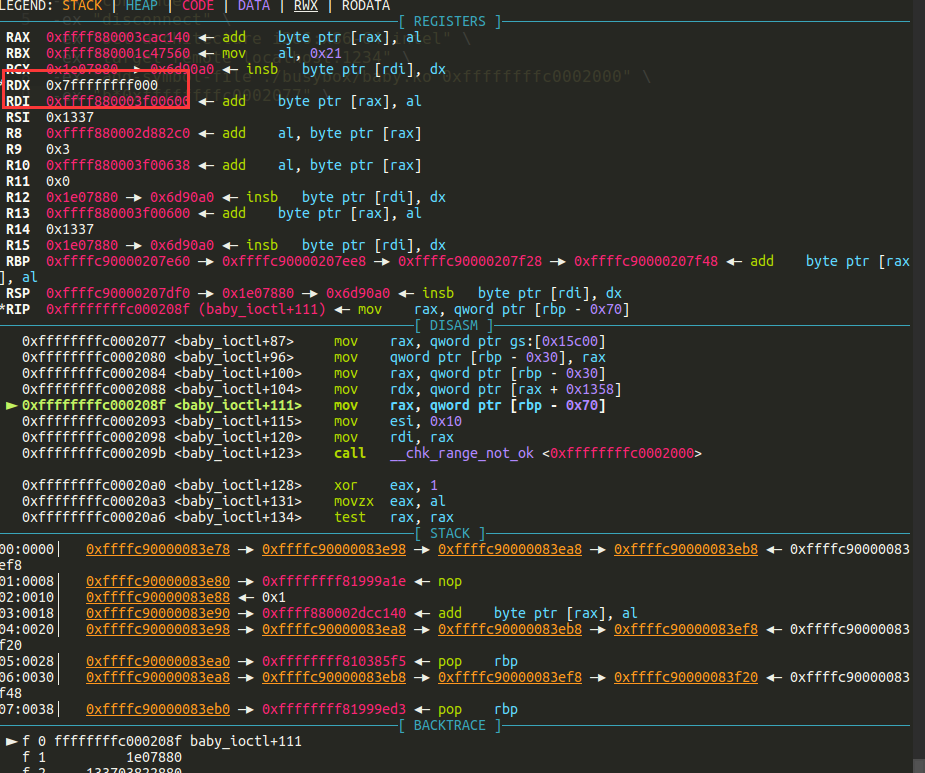 LEGEND: STACK | HEAP | CODE | DATA | RWX | RODATA
[ REGISTERS ]
RAX 0xffff880003cac140 ◂— add byte ptr [rax], al
RBX 0xffff880001c47560 ◂— mov al, 0x21
RCX 0x1e07880 —▸ 0x6d90a0 ◂— insb byte ptr [rdi], dx
*RDX 0x7ffffffff000
RDI 0xffff880003f00600 ◂— add byte ptr [rax], al
RSI 0x1337
R8 0xffff880002d882c0 ◂— add al, byte ptr [rax]
R9 0x3
R10 0xffff880003f00638 ◂— add al, byte ptr [rax]
R11 0x0
R12 0x1e07880 —▸ 0x6d90a0 ◂— insb byte ptr [rdi], dx
R13 0xffff880003f00600 ◂— add byte ptr [rax], al
R14 0x1337
R15 0x1e07880 —▸ 0x6d90a0 ◂— insb byte ptr [rdi], dx
RBP 0xffffc90000207e60 —▸ 0xffffc90000207ee8 —▸ 0xffffc90000207f28 —▸ 0xffffc90000207f48 ◂— add byte ptr [rax
], al
RSP 0xffffc90000207df0 —▸ 0x1e07880 —▸ 0x6d90a0 ◂— insb byte ptr [rdi], dx
*RIP 0xffffffffc000208f (baby_ioctl+111) ◂— mov rax, qword ptr [rbp - 0x70]
[ DISASM ]
0xffffffffc0002077 <baby_ioctl+87> mov rax, qword ptr gs:[0x15c00]
0xffffffffc0002080 <baby_ioctl+96> mov qword ptr [rbp - 0x30], rax
0xffffffffc0002084 <baby_ioctl+100> mov rax, qword ptr [rbp - 0x30]
0xffffffffc0002088 <baby_ioctl+104> mov rdx, qword ptr [rax + 0x1358]
► 0xffffffffc000208f <baby_ioctl+111> mov rax, qword ptr [rbp - 0x70]
0xffffffffc0002093 <baby_ioctl+115> mov esi, 0x10
0xffffffffc0002098 <baby_ioctl+120> mov rdi, rax
0xffffffffc000209b <baby_ioctl+123> call __chk_range_not_ok <0xffffffffc0002000>
0xffffffffc00020a0 <baby_ioctl+128> xor eax, 1
0xffffffffc00020a3 <baby_ioctl+131> movzx eax, al
0xffffffffc00020a6 <baby_ioctl+134> test rax, rax
[ STACK ]
00:0000│ 0xffffc90000083e78 —▸ 0xffffc90000083e98 —▸ 0xffffc90000083ea8 —▸ 0xffffc90000083eb8 ◂— 0xffffc90000083
ef8
01:0008│ 0xffffc90000083e80 —▸ 0xffffffff81999a1e ◂— nop
02:0010│ 0xffffc90000083e88 ◂— 0x1
03:0018│ 0xffffc90000083e90 —▸ 0xffff880002dcc140 ◂— add byte ptr [rax], al
04:0020│ 0xffffc90000083e98 —▸ 0xffffc90000083ea8 —▸ 0xffffc90000083eb8 —▸ 0xffffc90000083ef8 ◂— 0xffffc90000083
f20
05:0028│ 0xffffc90000083ea0 —▸ 0xffffffff810385f5 ◂— pop rbp
06:0030│ 0xffffc90000083ea8 —▸ 0xffffc90000083eb8 —▸ 0xffffc90000083ef8 —▸ 0xffffc90000083f20 ◂— 0xffffc90000083
f48
07:0038│ 0xffffc90000083eb0 —▸ 0xffffffff81999ed3 ◂— pop rbp
[ BACKTRACE ]
► f 0 ffffffffc000208f baby_ioctl+111
f 1 1e07880
f 2 133703822880